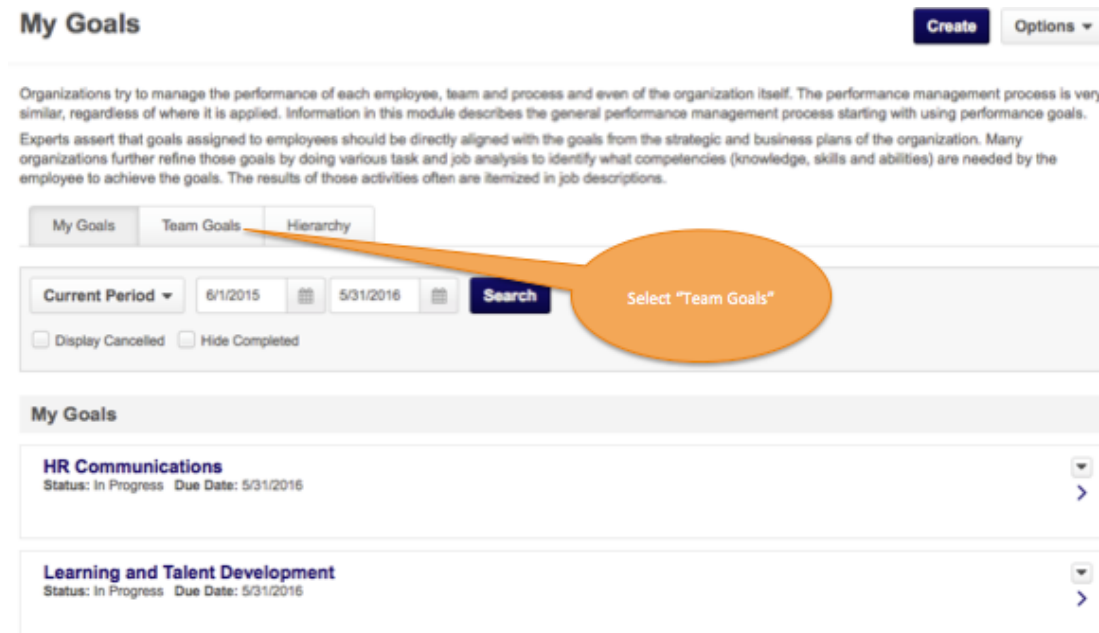 My Goals
Create
Options
Organizations try to manage the performance of each employee, team and process and even of the organization itself. The performance management process is very
similar, regardless of where it is applied. Information in this module describes the general performance management process starting with using performance goals.
Experts assert that goals assigned to employees should be directly aligned with the goals from the strategic and business plans of the organization. Many
organizations further refine those goals by doing various task and job analysis to identify what competencies (knowledge, skills and abilities) are needed by the
employee to achieve the goals. The results of those activities often are itemized in job descriptions.
My Goals
Team Goals
Hierarchy
Current Period
6/1/2015
5/31/2016
Search
Select "Team Goals"
Display Cancelled
Hide Completed
My Goals
HR Communications
Status: In Progress Due Date: 5/31/2016
Learning and Talent Development
Status: In Progress Due Date: 5/31/2016